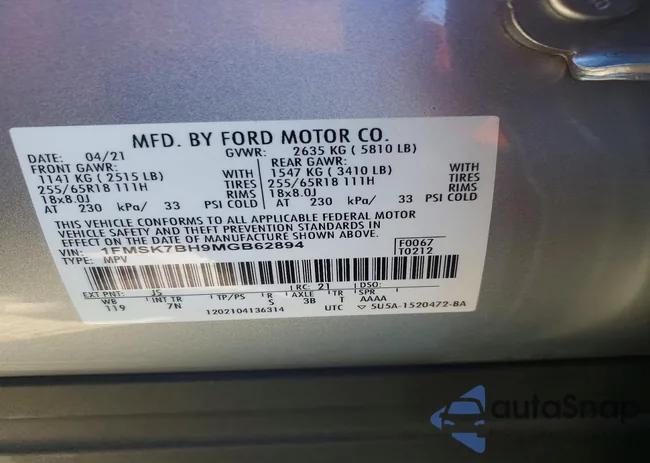 MFD. BY FORD MOTOR CO.
DATE: 04/21 GVWR: 2635 KG ( 5810 LB)
FRONT GAWR: REAR GAWR:
1141 KG ( 2515 LB) WITH 1547 KG ( 3410 LB) WITH
255/65R18 111H TIRES 255/65R18 111H TIRES
18x8.0J RIMS 18x8.0J RIMS
AT 230 kPa/ 33 PSI COLD AT 230 kPa/ 33 PSI COLD
THIS VEHICLE CONFORMS TO ALL APPLICABLE FEDERAL MOTOR
VEHICLE SAFETY AND THEFT PREVENTION STANDARDS IN EFFECT ON
THE DATE OF MANUFACTURE SHOWN ABOVE.
VIN: 1FMSK7BH9MGB62894 F0067
TYPE: MPV T0212
EXT PNT: JS RC: 21 DSO:
WB INT TR TP/PS R AXLE TR SPR
119 7N S 3B T AAAA
1202104136314 UTC ▽ 5U5A-1520472-BA
autoSnap